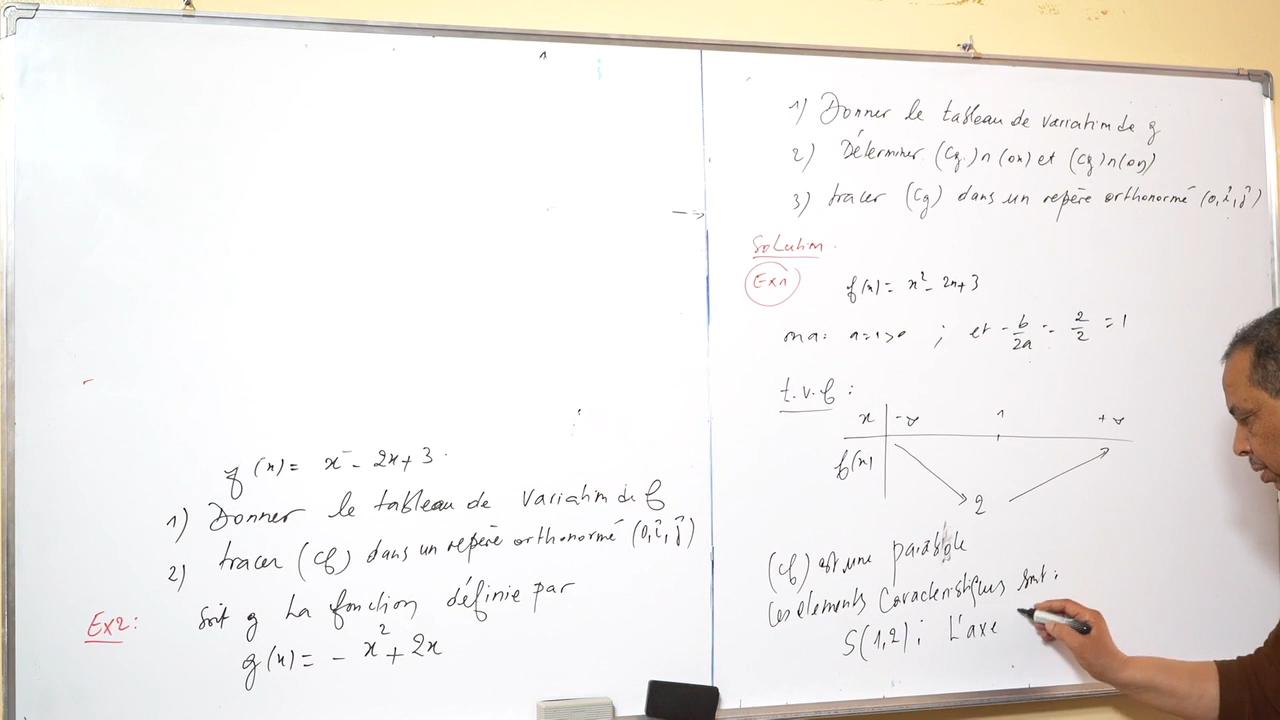 f(x) = x² - 2x + 3.
1) Donner le tableau de variation de f
2) tracer (Cf) dans un repère orthonormé (o, i, j)
Ex2: Soit g la fonction définie par
g(x) = - x² + 2x
1) Donner le tableau de variation de g
2) Déterminer (Cg) ∩ (ox) et (Cg) ∩ (oy)
3) tracer (Cg) dans un repère orthonormé (o, i, j)
Solution.
Ex1
f(x) = x² - 2x + 3
on a: a = 1 > 0 ; et -b/2a = 2/2 = 1
t.v.f :
x -∞ 1 +∞
f(x)
2
(Cf) est une parabole
les elements caracteristiques sont:
S(1,2) ; L'axe